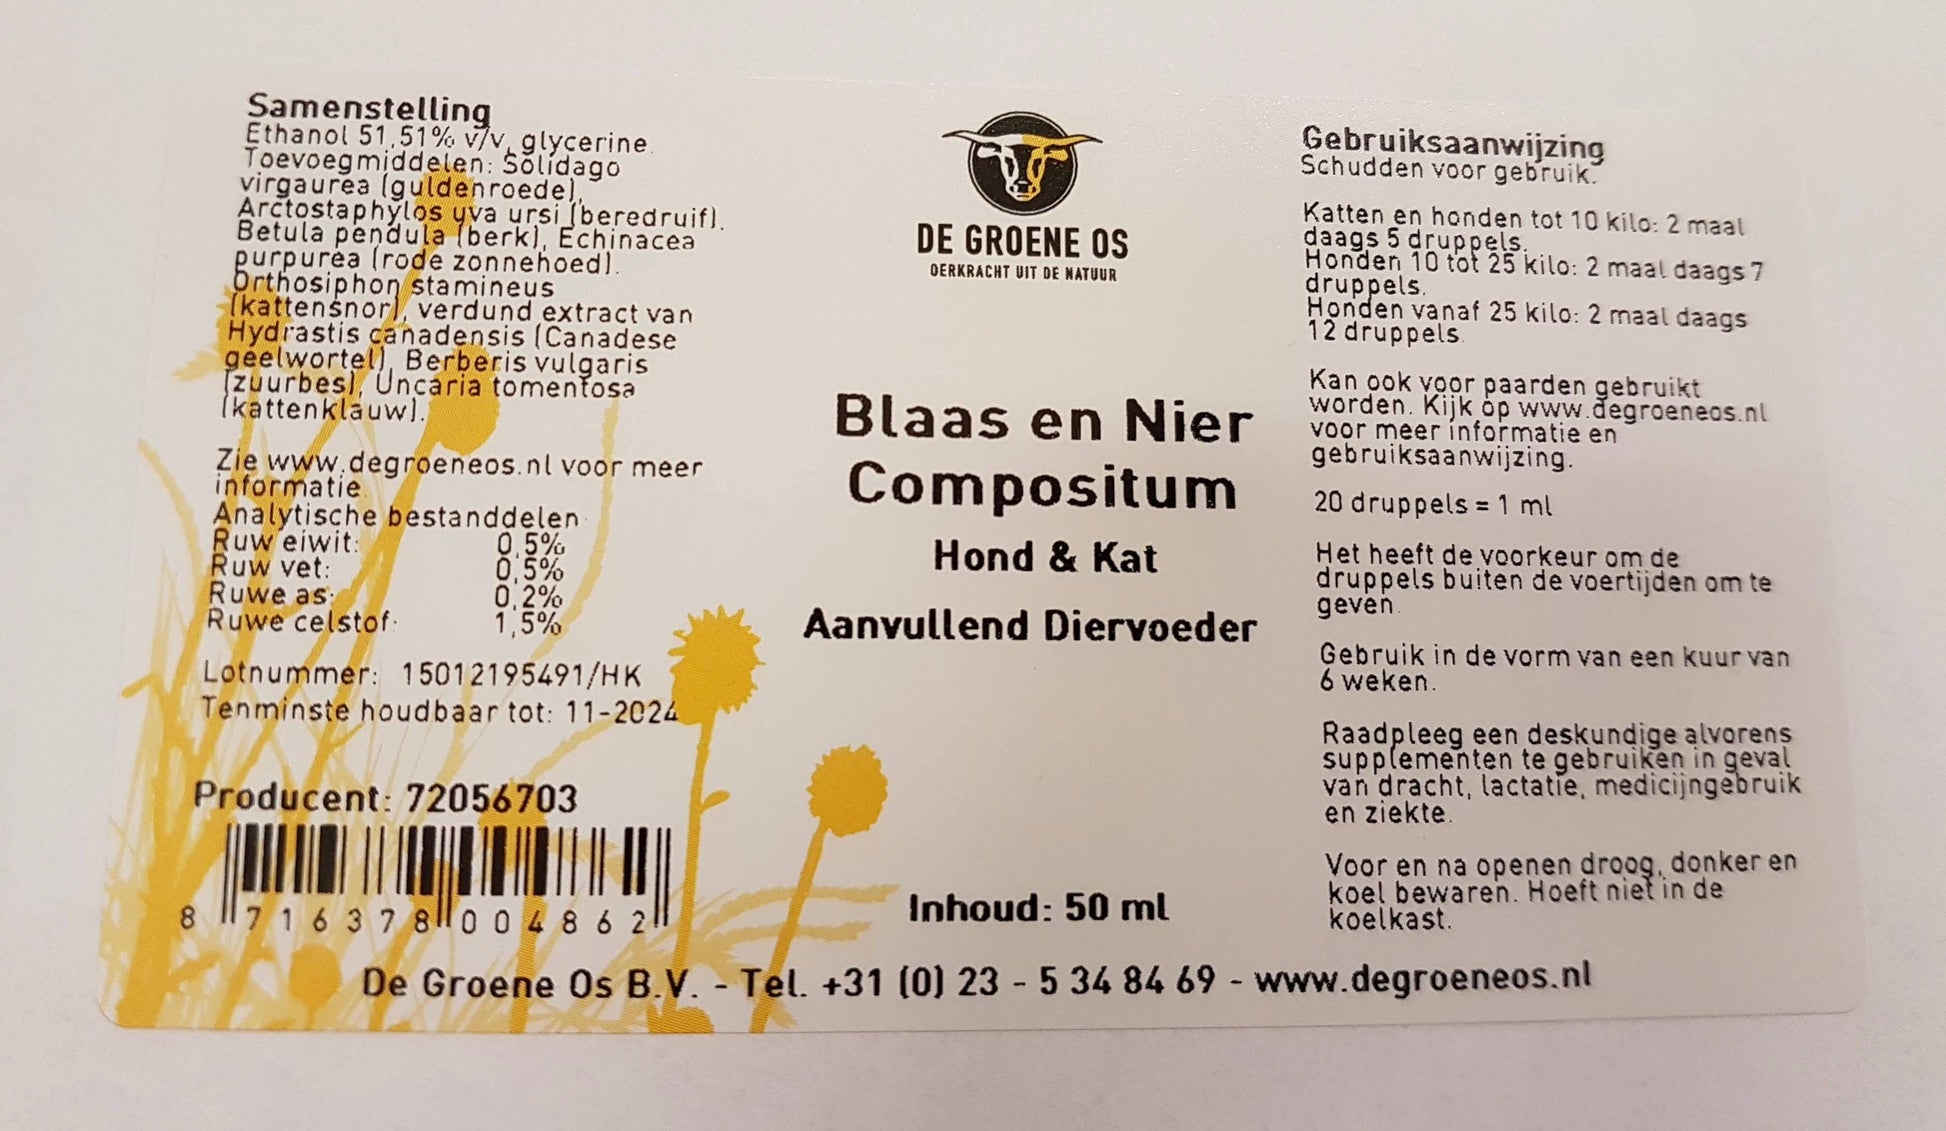 Samenstelling
Ethanol 51,51% v/v, glycerine.
Toevoegmiddelen: Solidago
virgaurea (guldenroede),
Arctostaphylos uva ursi (beredruif).
Betula pendula (berk), Echinacea
purpurea (rode zonnehoed).
Orthosiphon stamineus
(kattensnor), verdund extract van
Hydrastis canadensis (Canadese
geelwortel), Berberis vulgaris
(zuurbes), Uncaria tomentosa
(kattenklauw).
Zie www.degroeneos.nl voor meer
informatie.
Analytische bestanddelen
Ruw eiwit: 0,5%
Ruw vet: 0,5%
Ruwe as: 0,2%
Ruwe celstof: 1,5%
Lotnummer: 15012195491/HK
Tenminste houdbaar tot: 11-2024
Producent: 72056703
8 716378 004862
DE GROENE OS
OERKRACHT UIT DE NATUUR
Blaas en Nier
Compositum
Hond & Kat
Aanvullend Diervoeder
Inhoud: 50 ml
Gebruiksaanwijzing
Schudden voor gebruik.
Katten en honden tot 10 kilo: 2 maal
daags 5 druppels.
Honden 10 tot 25 kilo: 2 maal daags 7
druppels.
Honden vanaf 25 kilo: 2 maal daags
12 druppels.
Kan ook voor paarden gebruikt
worden. Kijk op www.degroeneos.nl
voor meer informatie en
gebruiksaanwijzing.
20 druppels = 1 ml
Het heeft de voorkeur om de
druppels buiten de voertijden om te
geven.
Gebruik in de vorm van een kuur van
6 weken.
Raadpleeg een deskundige alvorens
supplementen te gebruiken in geval
van dracht, lactatie, medicijngebruik
en ziekte.
Voor en na openen droog, donker en
koel bewaren. Hoeft niet in de
koelkast.
De Groene Os B.V. - Tel. +31 (0) 23 - 5 34 84 69 - www.degroeneos.nl